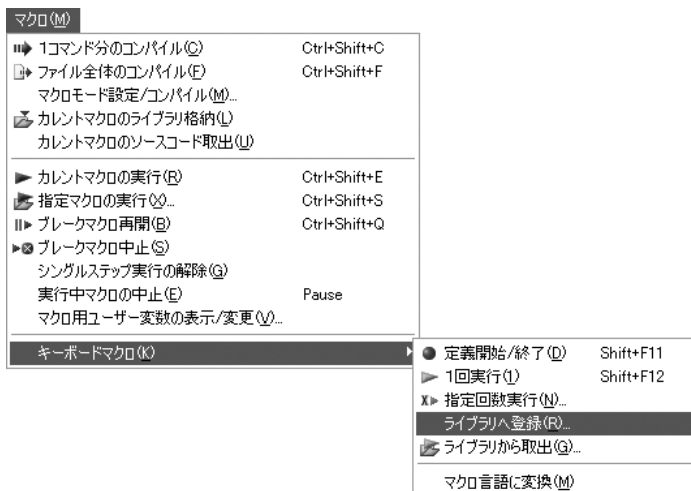 マクロ(M)
1コマンド分のコンパイル(C) Ctrl+Shift+C
ファイル全体のコンパイル(F) Ctrl+Shift+F
マクロモード設定/コンパイル(M)...
カレントマクロのライブラリ格納(L)
カレントマクロのソースコード取出(U)
カレントマクロの実行(R) Ctrl+Shift+E
指定マクロの実行(X)... Ctrl+Shift+S
ブレークマクロ再開(B) Ctrl+Shift+Q
ブレークマクロ中止(S)
シングルステップ実行の解除(G)
実行中マクロの中止(E) Pause
マクロ用ユーザー変数の表示/変更(V)...
キーボードマクロ(K)
定義開始/終了(D) Shift+F11
1回実行(1) Shift+F12
指定回数実行(N)...
ライブラリへ登録(R)...
ライブラリから取出(G)...
マクロ言語に変換(M)